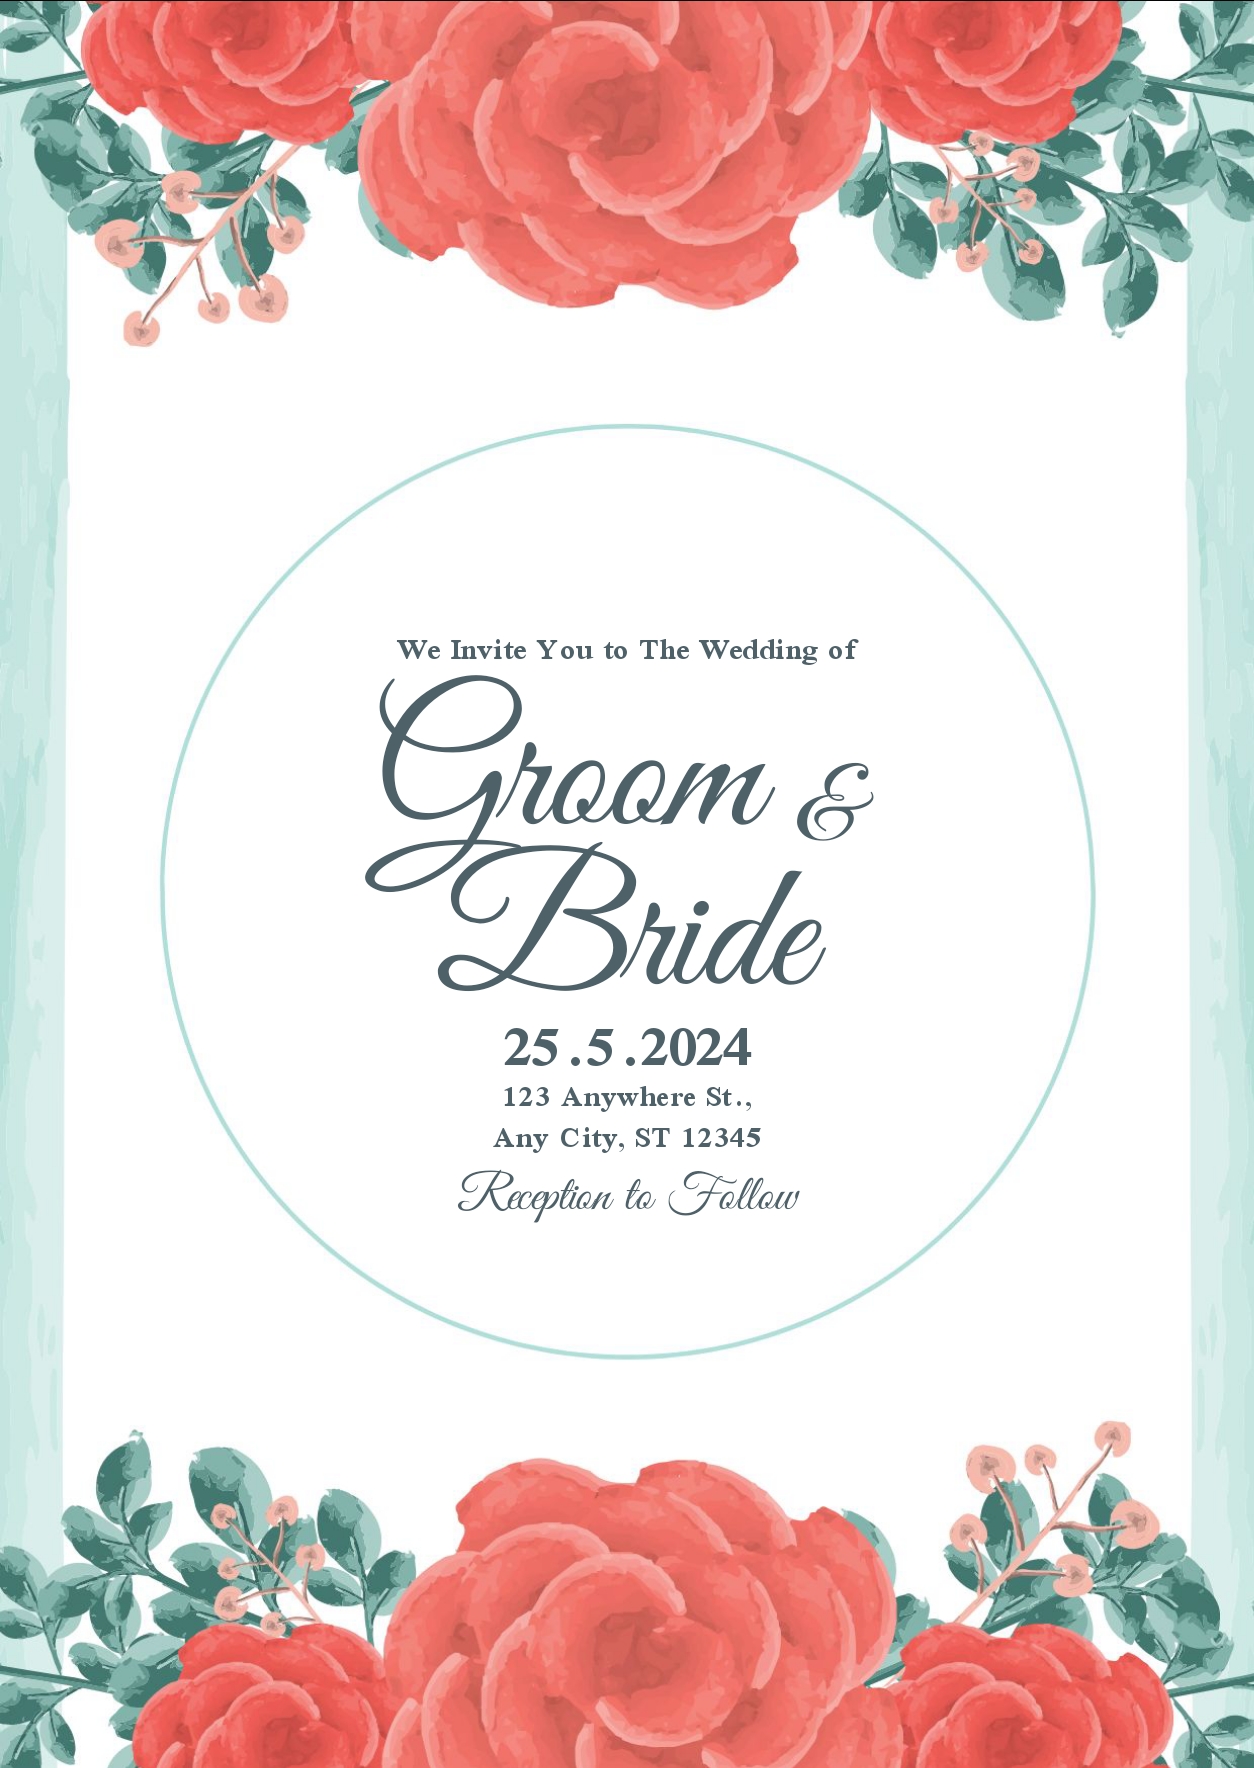 We Invite You to The Wedding of
Groom &
Bride
25.5.2024
123 Anywhere St.,
Any City, ST 12345
Reception to Follow